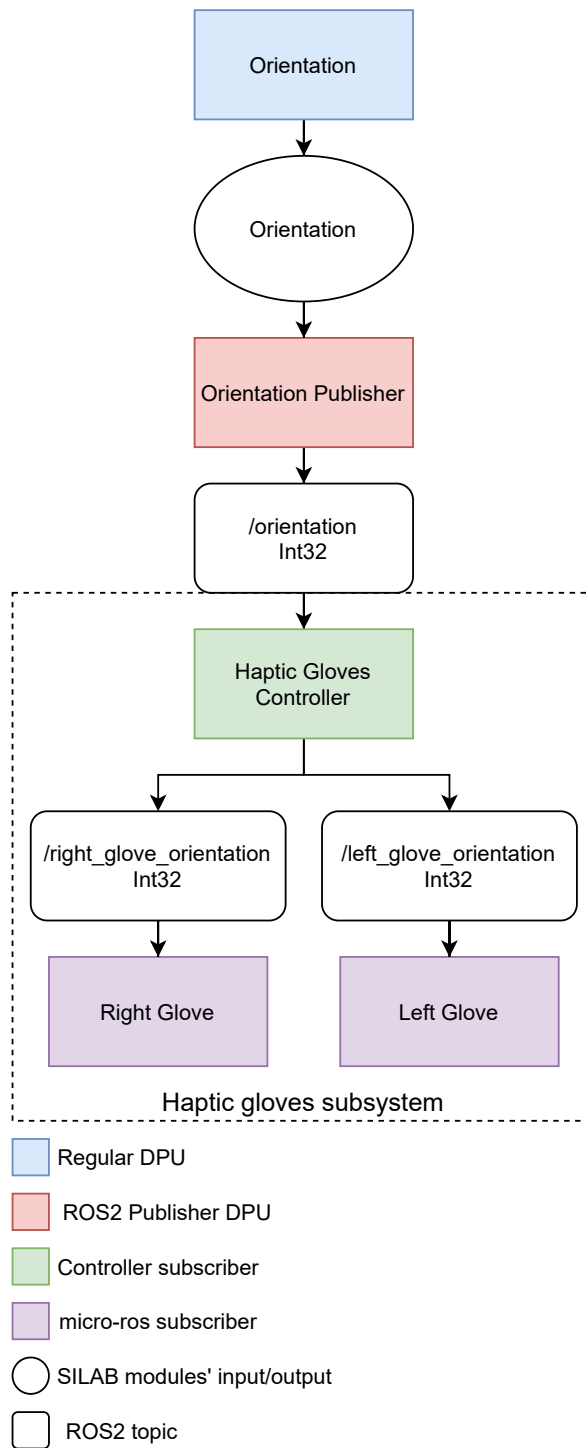 Orientation
Orientation
Orientation Publisher
/orientation
Int32
Haptic Gloves
Controller
/right_glove_orientation
Int32
/left_glove_orientation
Int32
Right Glove
Left Glove
Haptic gloves subsystem
Regular DPU
ROS2 Publisher DPU
Controller subscriber
micro-ros subscriber
SILAB modules' input/output
ROS2 topic